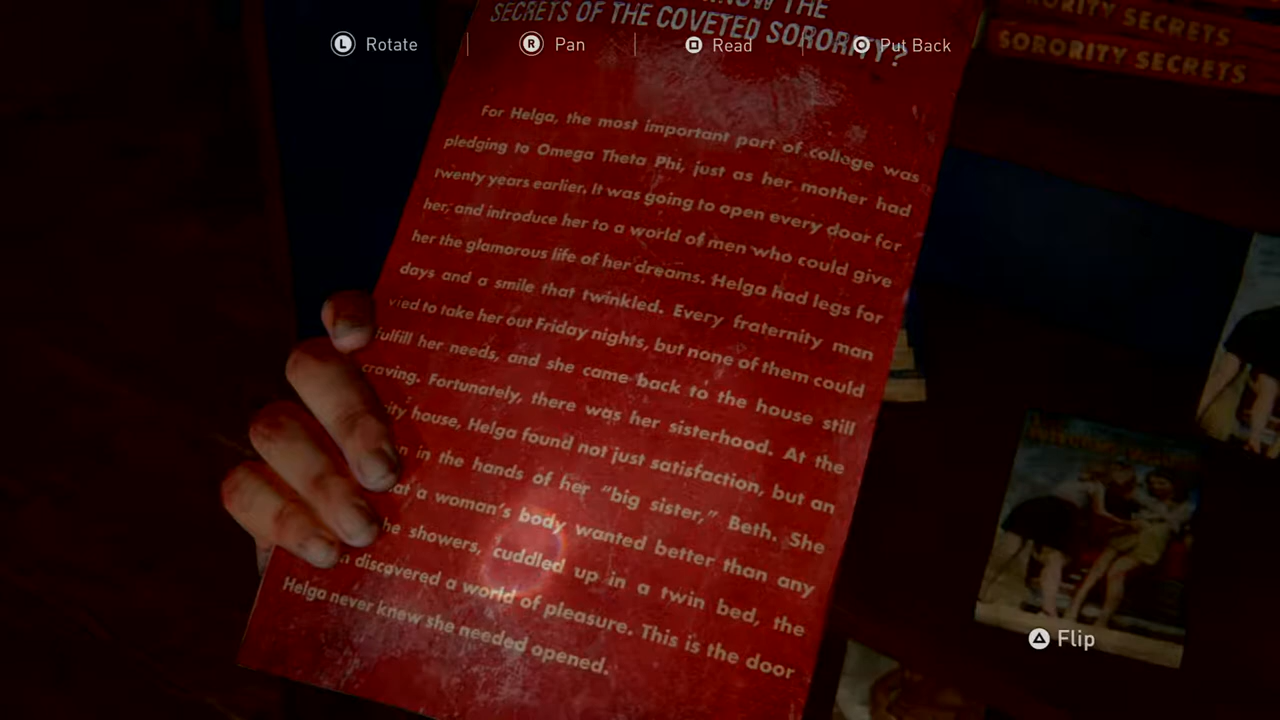 Rotate
Pan
Read
Put Back
THE
SECRETS OF THE COVETED SORORITY?
For Helga, the most important part of college was
pledging to Omega Theta Phi, just as her mother had
twenty years earlier. It was going to open every door for
her, and introduce her to a world of men who could give
her the glamorous life of her dreams. Helga had legs for
days and a smile that twinkled. Every fraternity man
vied to take her out Friday nights, but none of them could
fulfill her needs, and she came back to the house still
craving. Fortunately, there was her sisterhood. At the
house, Helga found not just satisfaction, but an
in the hands of her "big sister," Beth. She
a woman's body wanted better than any
showers, cuddled up in a twin bed, the
discovered a world of pleasure. This is the door
Helga never knew she needed opened.
SORORITY SECRETS
SORORITY SECRETS
Flip